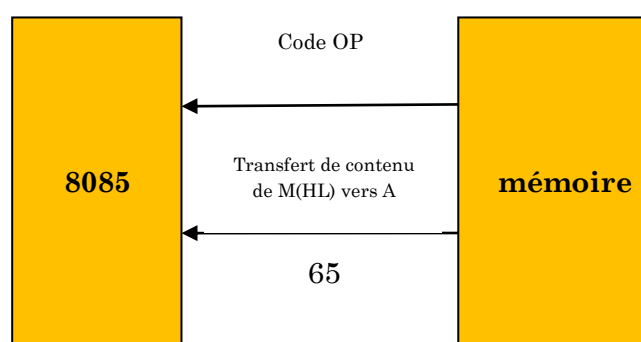 Code OP
8085
Transfert de contenu
de M(HL) vers A
mémoire
65